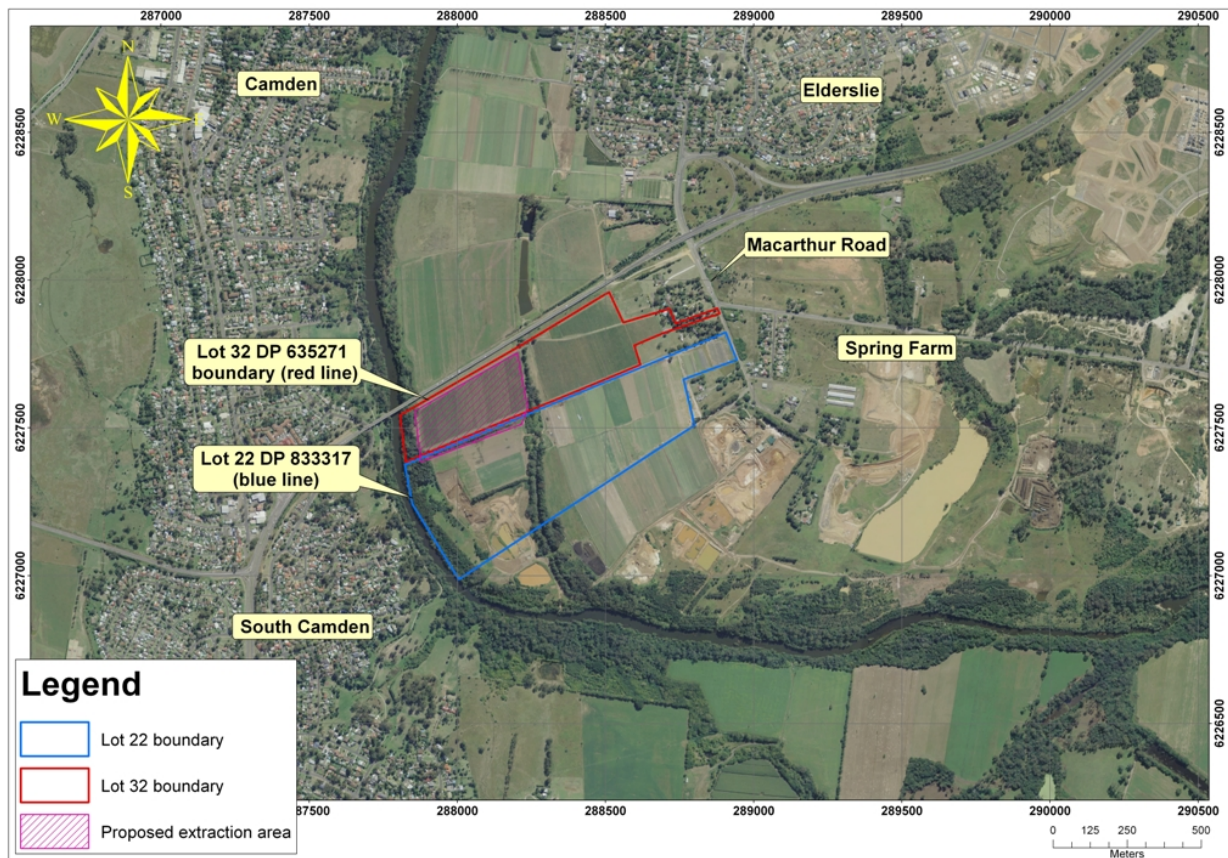 287000 287500 288000 288500 289000 289500 290000 290500
N
W E
S
Camden
Elderslie
6228500 6228500
Macarthur Road
6228000 6228000
Lot 32 DP 635271
boundary (red line)
Spring Farm
6227500 6227500
Lot 22 DP 833317
(blue line)
6227000 6227000
South Camden
Legend
Lot 22 boundary
Lot 32 boundary
Proposed extraction area
6226500
287500 288000 288500 289000 289500 290000 290500
0 125 250 500
Meters